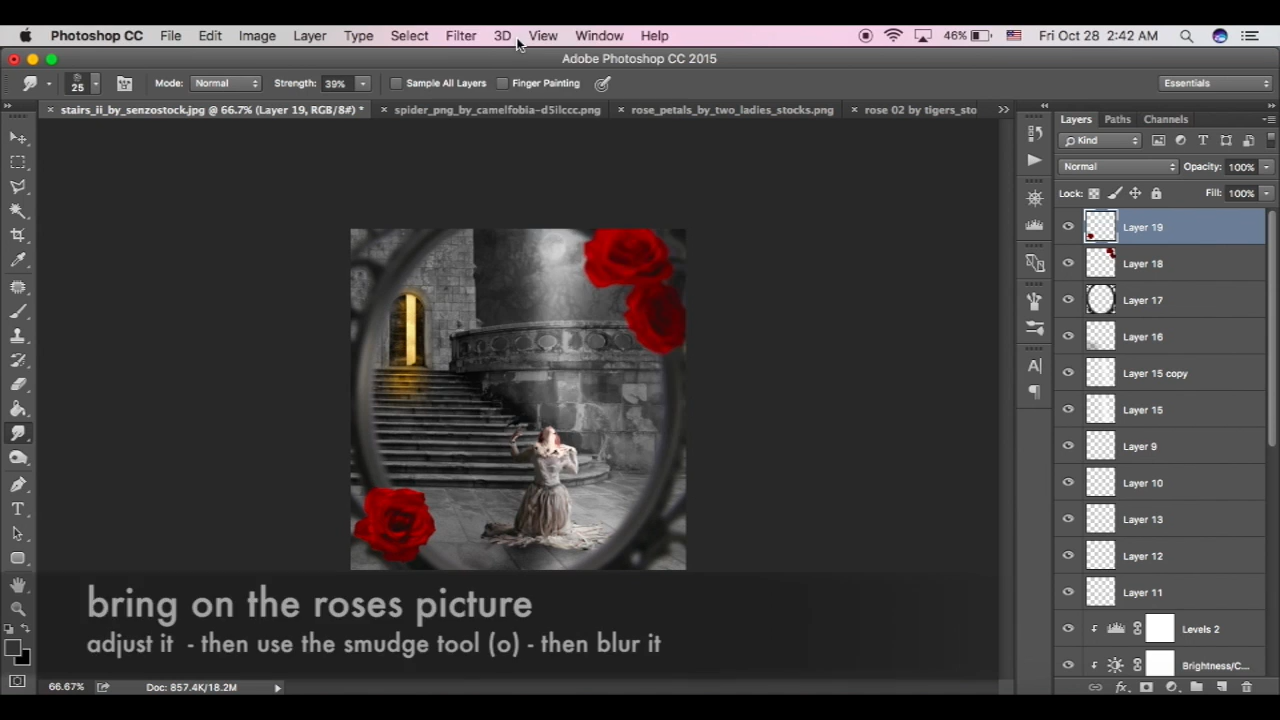 Photoshop CC File Edit Image Layer Type Select Filter 3D View Window Help 46% Fri Oct 28 2:42 AM
Adobe Photoshop CC 2015
25 Mode: Normal Strength: 39% Sample All Layers Finger Painting Essentials
× stairs_ii_by_senzostock.jpg @ 66.7% (Layer 19, RGB/8#) * × spider_png_by_camelfobia-d5ilccc.png × rose_petals_by_two_ladies_stocks.png × rose 02 by tigers_sto >>
Layers Paths Channels
Kind
Normal Opacity: 100%
Lock: Fill: 100%
Layer 19
Layer 18
Layer 17
Layer 16
Layer 15 copy
Layer 15
Layer 9
Layer 10
Layer 13
Layer 12
Layer 11
Levels 2
Brightness/C...
bring on the roses picture
adjust it - then use the smudge tool (o) - then blur it
66.67% Doc: 857.4K/18.2M